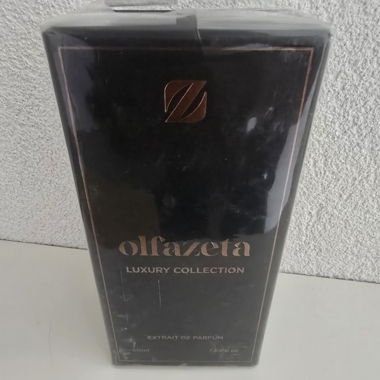 olfazeta
LUXURY COLLECTION
EXTRAIT DE PARFUM